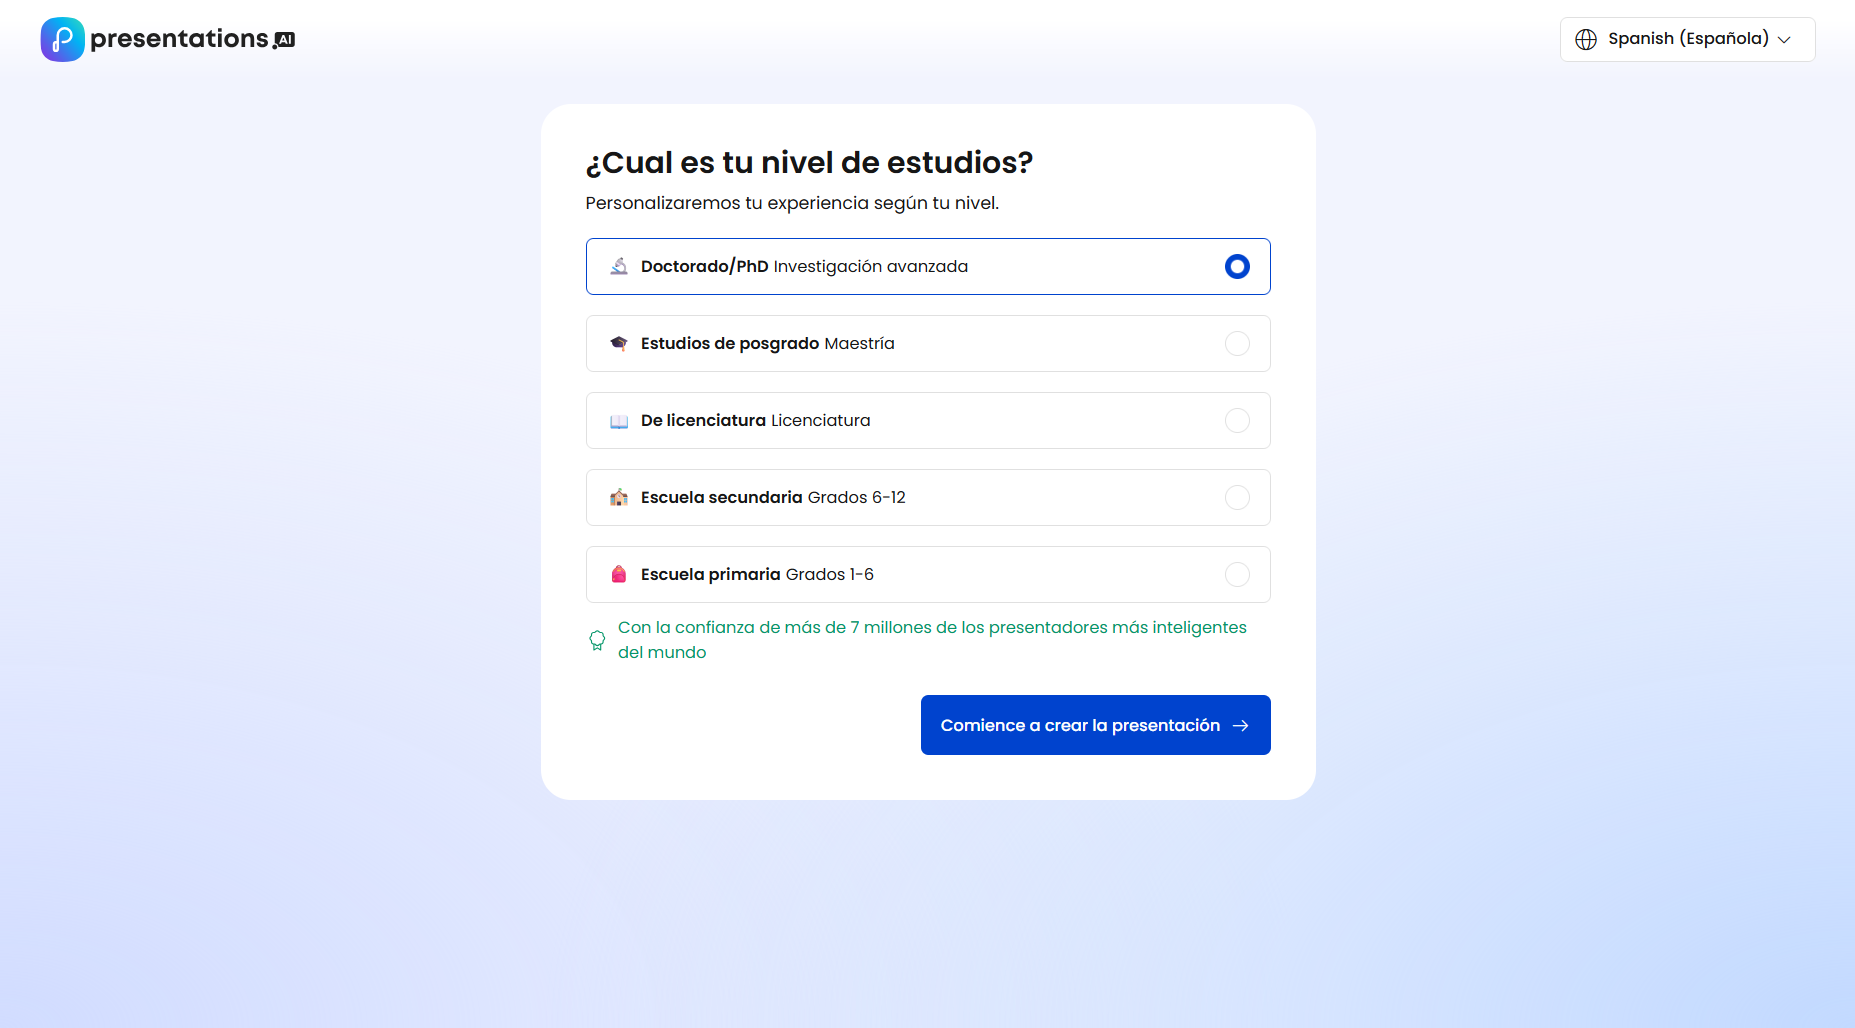 presentations.AI
Spanish (Española)
¿Cual es tu nivel de estudios?
Personalizaremos tu experiencia según tu nivel.
Doctorado/PhD Investigación avanzada
Estudios de posgrado Maestría
De licenciatura Licenciatura
Escuela secundaria Grados 6-12
Escuela primaria Grados 1-6
Con la confianza de más de 7 millones de los presentadores más inteligentes
del mundo
Comience a crear la presentación